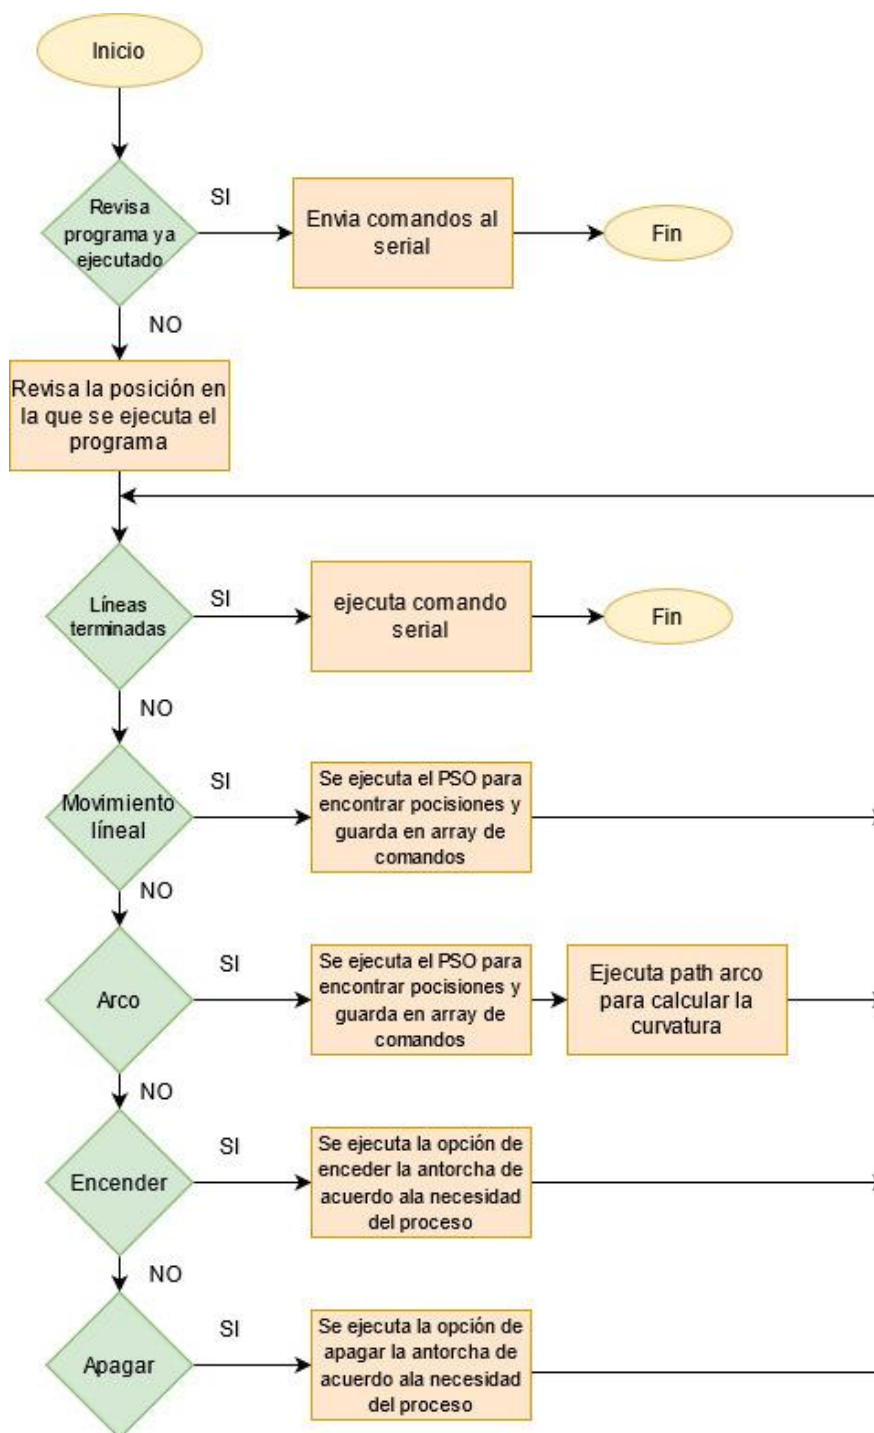 Inicio
Revisa
programa ya
ejecutado
SI
Envia comandos al
serial
Fin
NO
Revisa la posición en
la que se ejecuta el
programa
Líneas
terminadas
SI
ejecuta comando
serial
Fin
NO
Movimiento
líneal
SI
Se ejecuta el PSO para
encontrar pocisiones y
guarda en array de
comandos
NO
Arco
SI
Se ejecuta el PSO para
encontrar pocisiones y
guarda en array de
comandos
Ejecuta path arco
para calcular la
curvatura
NO
Encender
SI
Se ejecuta la opción de
enceder la antorcha de
acuerdo ala necesidad
del proceso
NO
Apagar
SI
Se ejecuta la opción de
apagar la antorcha de
acuerdo ala necesidad
del proceso